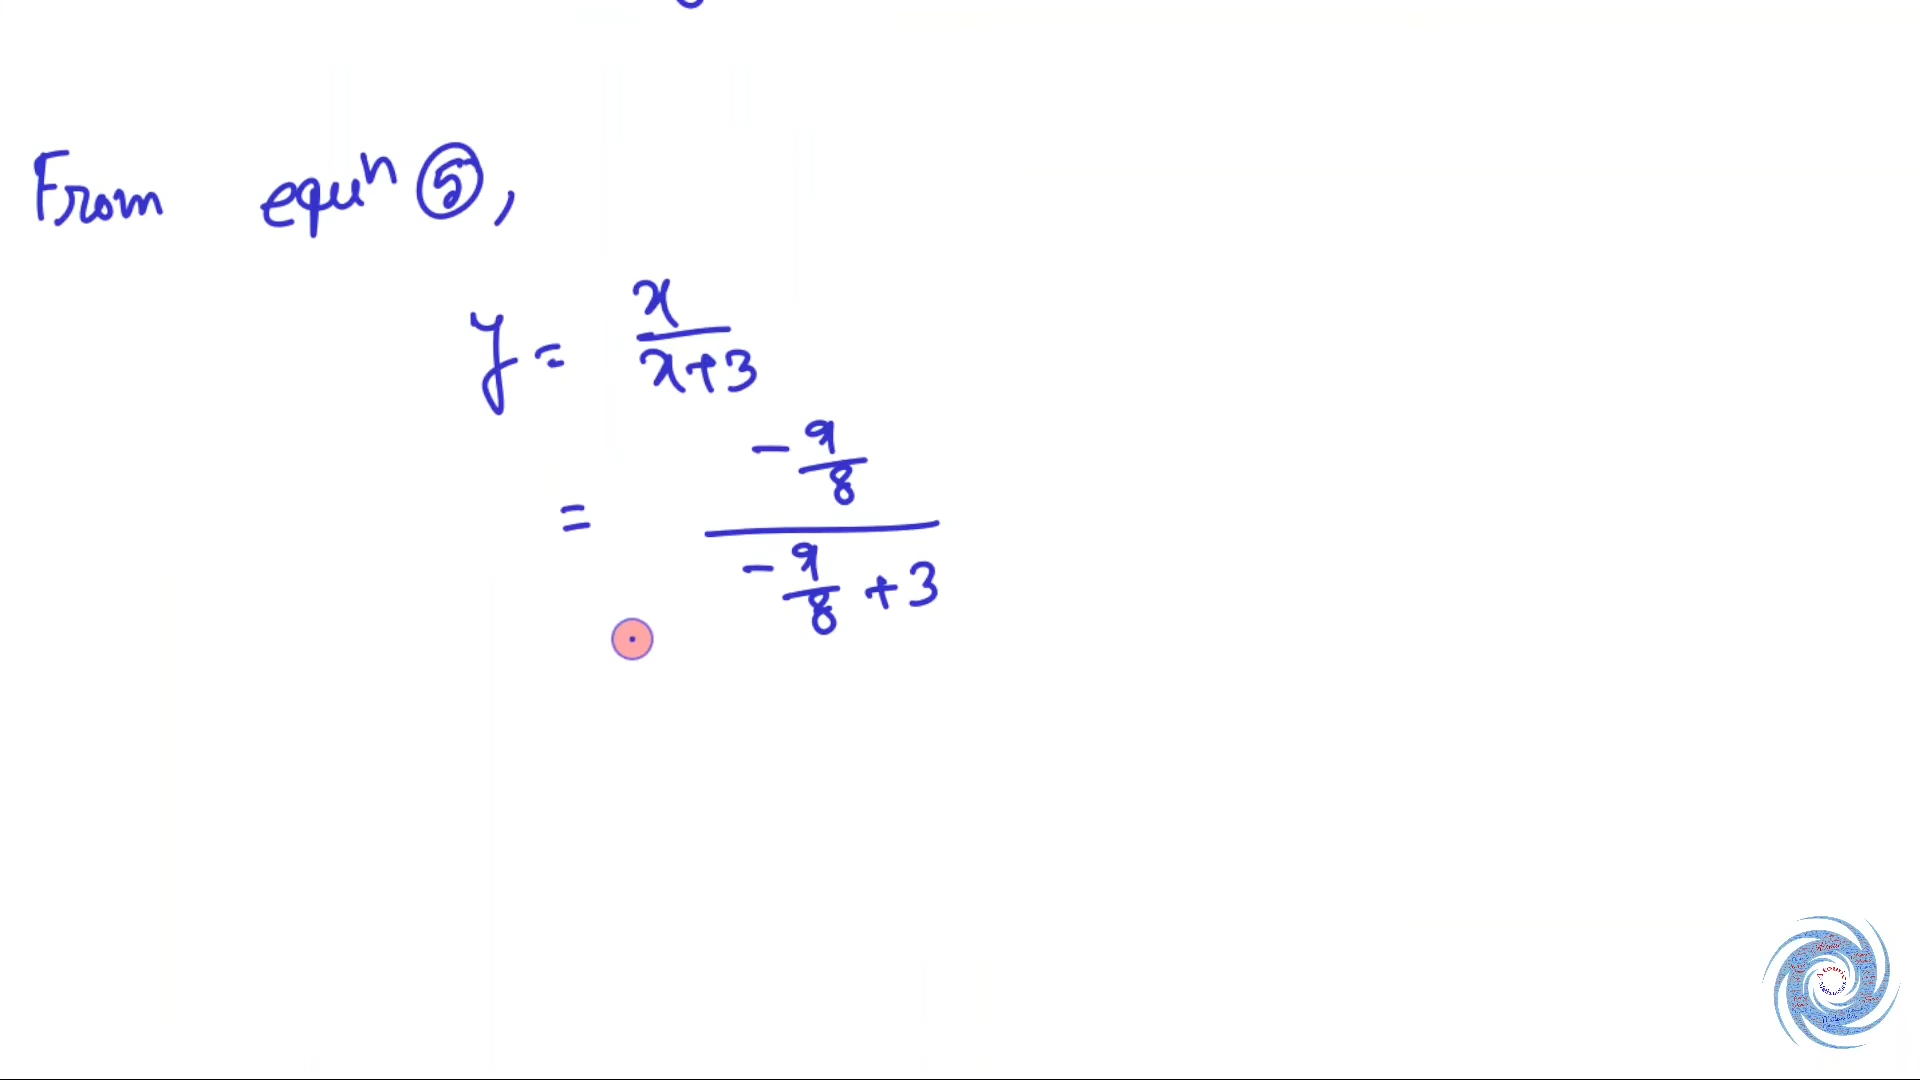 From equⁿ ⑤,
y = x / x+3
= -9/8 / -9/8 + 3